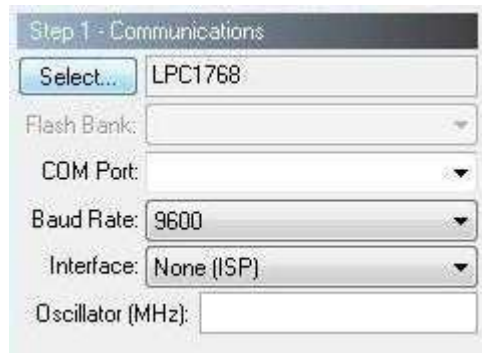 Step 1 - Communications
Select... LPC1768
Flash Bank:
COM Port:
Baud Rate: 9600
Interface: None (ISP)
Oscillator (MHz):